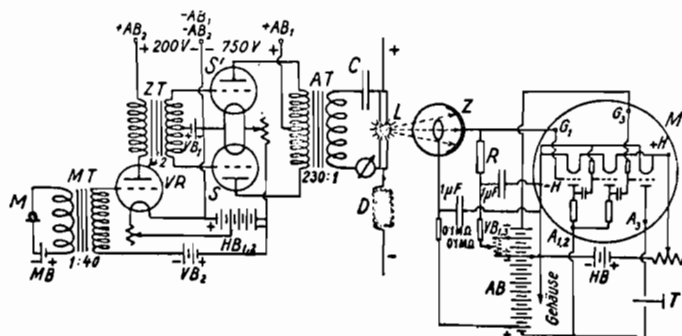 -AB₁
+AB₂ -AB₂ +AB₁
+ 200V - - 750V +
S'
ZT
AT
C
L
Z
G₁
G₃
M
+H
-H
VB₁
µ2
VR
S
MT
M
R
1µF
1µF
230:1
D
+
-
0.1MΩ
0.1MΩ
VB₁,₃
A₁,₂
A₃
HB₁,₂
MB
1:40
VB₂
AB
HB
Gehäuse
T